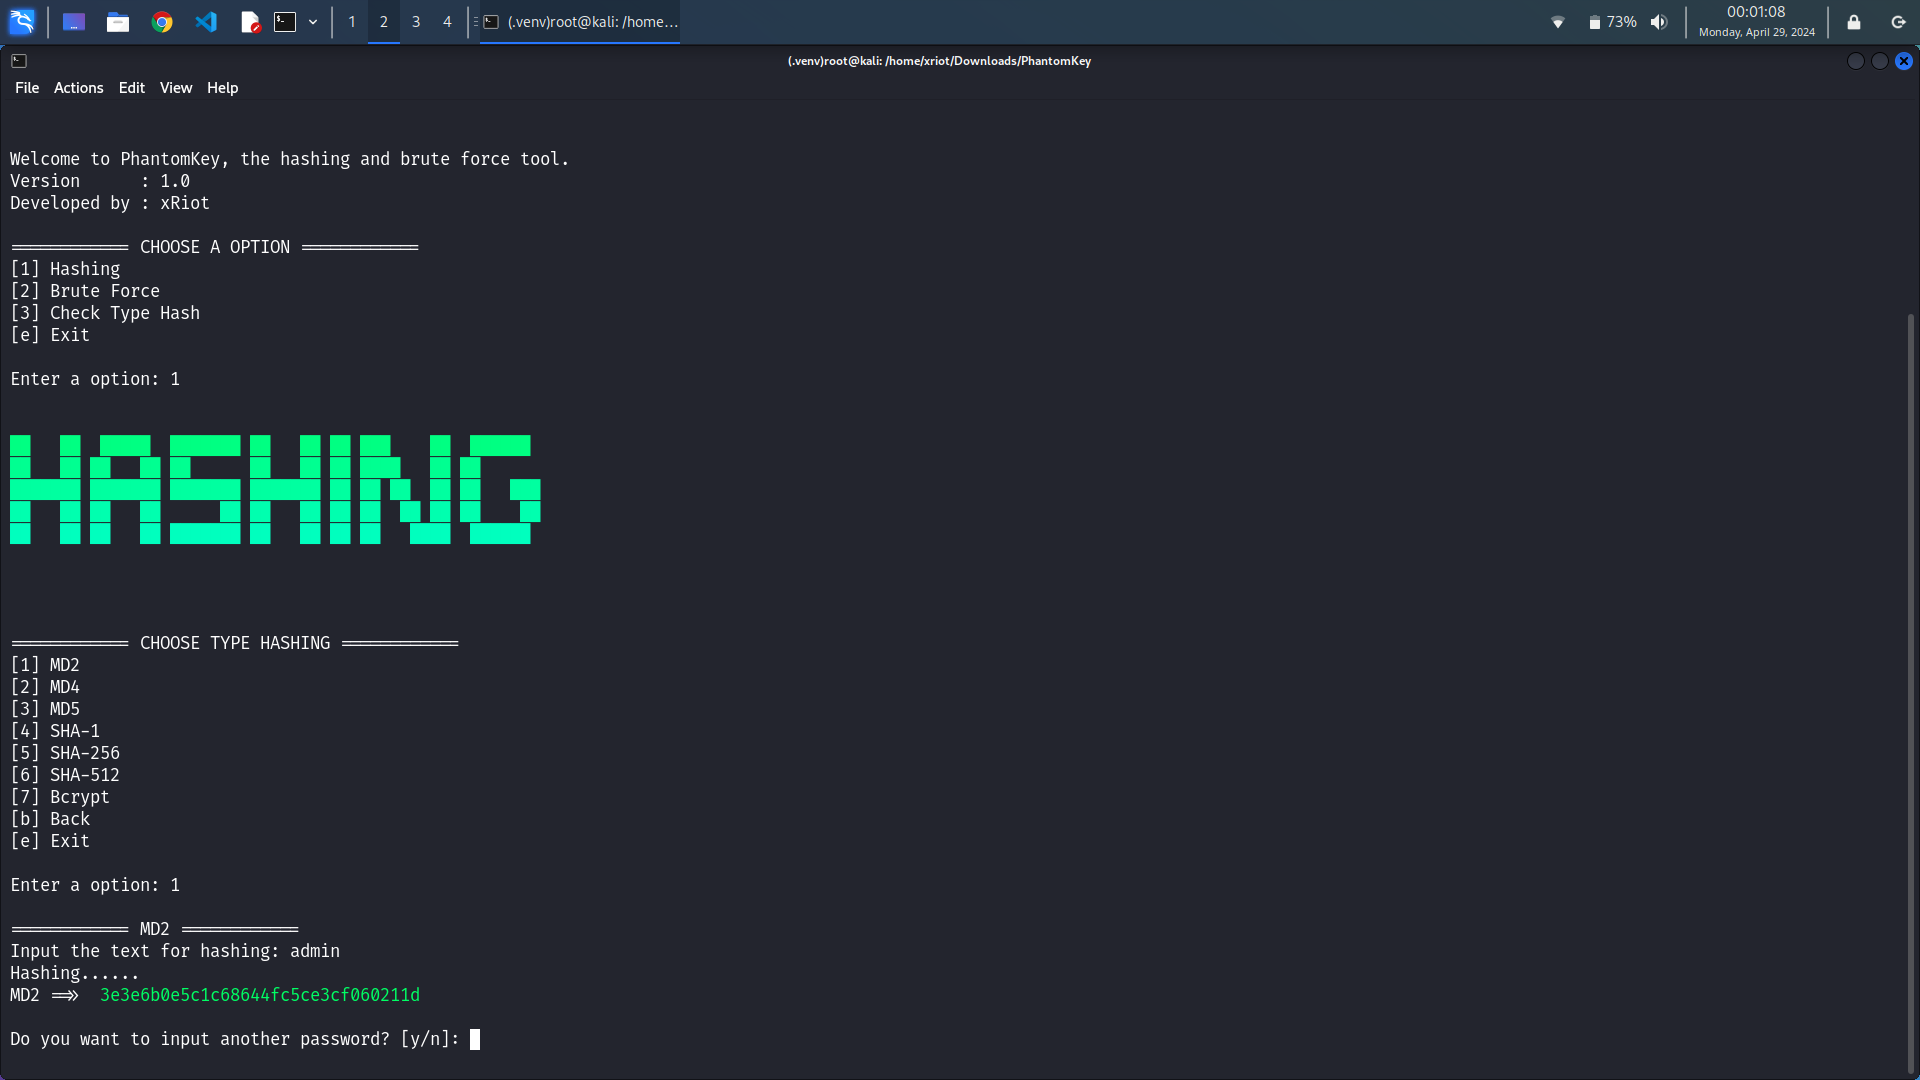 1 2 3 4 (.venv)root@kali: /home... 73% 00:01:08
Monday, April 29, 2024
(.venv)root@kali: /home/xriot/Downloads/PhantomKey
File Actions Edit View Help
Welcome to PhantomKey, the hashing and brute force tool.
Version : 1.0
Developed by : xRiot
============ CHOOSE A OPTION ============
[1] Hashing
[2] Brute Force
[3] Check Type Hash
[e] Exit
Enter a option: 1
HASHING
============ CHOOSE TYPE HASHING ============
[1] MD2
[2] MD4
[3] MD5
[4] SHA-1
[5] SHA-256
[6] SHA-512
[7] Bcrypt
[b] Back
[e] Exit
Enter a option: 1
============ MD2 ============
Input the text for hashing: admin
Hashing......
MD2 ==>> 3e3e6b0e5c1c68644fc5ce3cf060211d
Do you want to input another password? [y/n]: